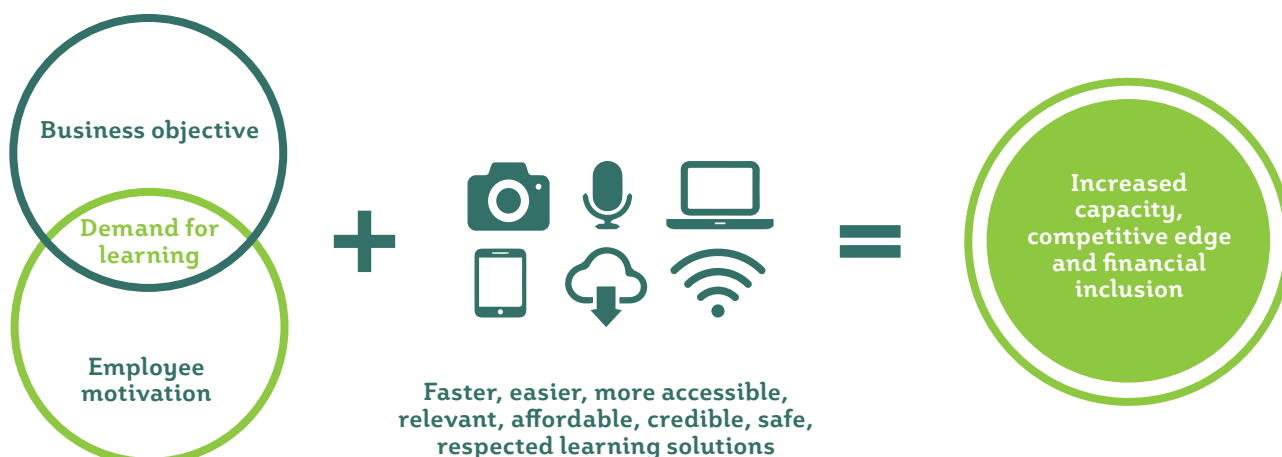 Business objective
Demand for
learning
Employee
motivation
+
Faster, easier, more accessible,
relevant, affordable, credible, safe,
respected learning solutions
=
Increased
capacity,
competitive edge
and financial
inclusion